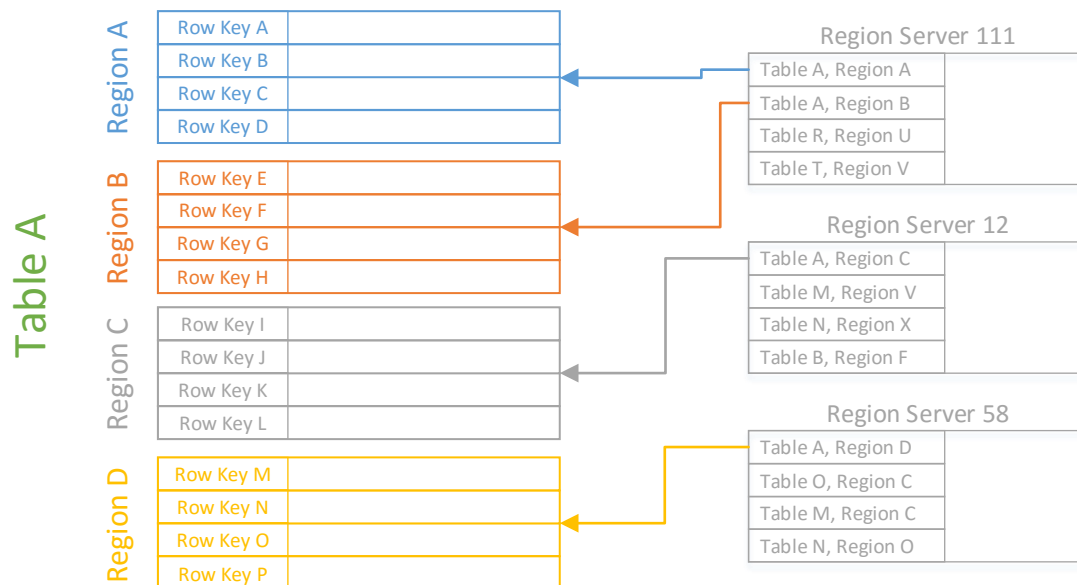 Table A
Region A
Row Key A
Row Key B
Row Key C
Row Key D
Region B
Row Key E
Row Key F
Row Key G
Row Key H
Region C
Row Key I
Row Key J
Row Key K
Row Key L
Region D
Row Key M
Row Key N
Row Key O
Row Key P
Region Server 111
Table A, Region A
Table A, Region B
Table R, Region U
Table T, Region V
Region Server 12
Table A, Region C
Table M, Region V
Table N, Region X
Table B, Region F
Region Server 58
Table A, Region D
Table O, Region C
Table M, Region C
Table N, Region O